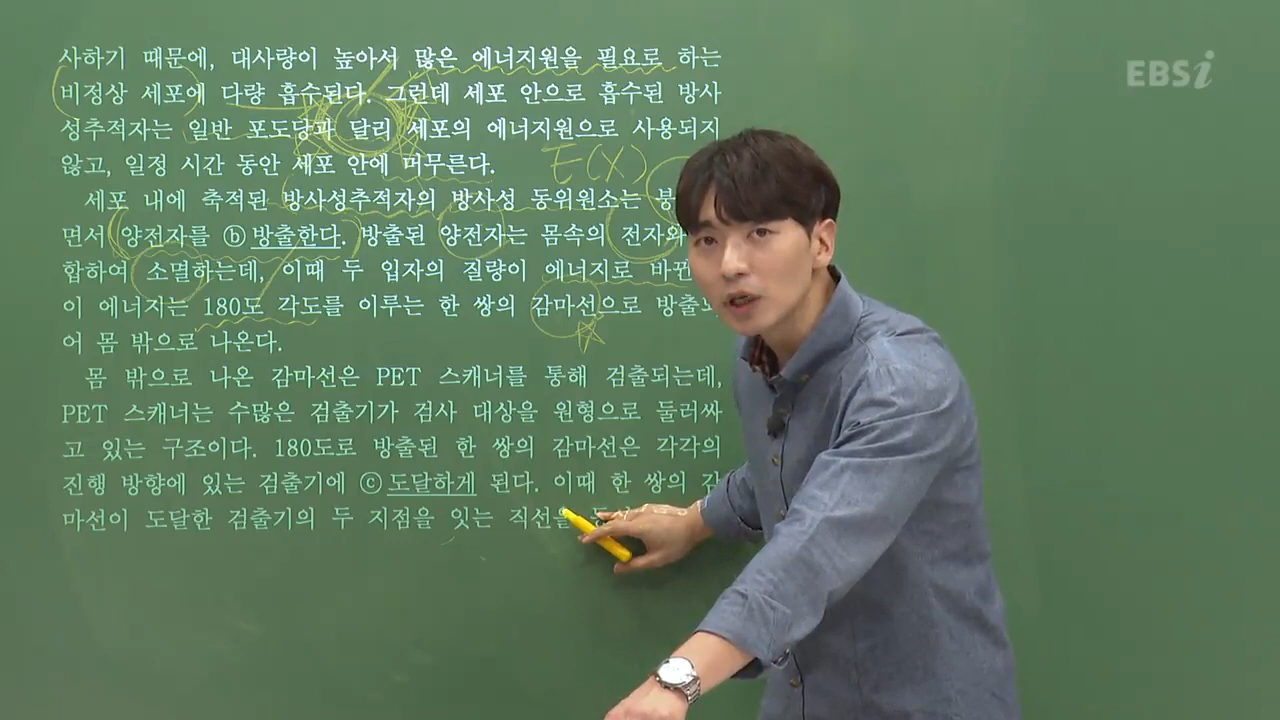 사하기 때문에, 대사량이 높아서 많은 에너지원을 필요로 하는
EBSi
비정상 세포에 다량 흡수된다. 그런데 세포 안으로 흡수된 방사
성추적자는 일반 포도당과 달리 세포의 에너지원으로 사용되지
않고, 일정 시간 동안 세포 안에 머무른다.
E(X)
세포 내에 축적된 방사성추적자의 방사성 동위원소는
면서 양전자를 ⓑ 방출한다. 방출된 양전자는 몸속의 전자와
합하여 소멸하는데, 이때 두 입자의 질량이 에너지로
이 에너지는 180도 각도를 이루는 한 쌍의 감마선으로
어 몸 밖으로 나온다.
몸 밖으로 나온 감마선은 PET 스캐너를 통해 검출되는데,
PET 스캐너는 수많은 검출기가 검사 대상을 원형으로 둘러싸
고 있는 구조이다. 180도로 방출된 한 쌍의 감마선은 각각의
진행 방향에 있는 검출기에 ⓒ 도달하게 된다. 이때 한 쌍의 감
마선이 도달한 검출기의 두 지점을 잇는 직선을